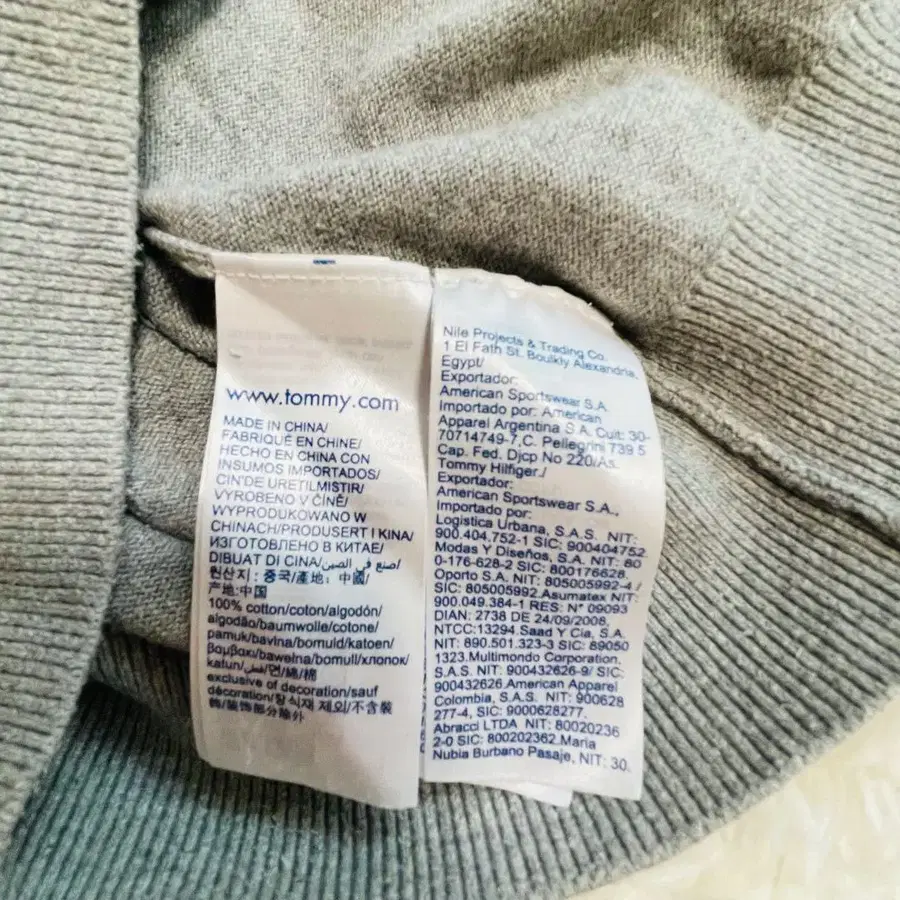 www.tommy.com
MADE IN CHINA/
FABRIQUÉ EN CHINE/
HECHO EN CHINA CON
INSUMOS IMPORTADOS/
CIN'DE URETILMISTIR/
VYROBENO V ČÍNĚ/
WYPRODUKOWANO W
CHINACH/PRODUSERT I KINA/
ИЗГОТОВЛЕНО В КИТАЕ/
DIBUAT DI CINA/صنع في الصين/
원산지: 중국/產地: 中國/
产地:中国
100% cotton/coton/algodón/
algodão/baumwolle/cotone/
pamuk/bavlna/bomuld/katoen/
βαμβακι/bawełna/bomull/хлопок/
katun/قطن/면/綿/棉
exclusive of decoration/sauf
décoration/장식재 제외/不含裝
飾/装饰部分除外
Nile Projects & Trading Co.
1 El Fath St. Boulkly Alexandria,
Egypt/
Exportador:
American Sportswear S.A.
Importado por: American
Apparel Argentina S.A. Cuit: 30-
70714749-7,C. Pellegrini 739 5
Cap. Fed. Djcp No 220/As.
Tommy Hilfiger./
Exportador:
American Sportswear S.A.,
Importado por:
Logística Urbana, S.A.S. NIT:
900.404.752-1 SIC: 900404752.
Modas Y Diseños, S.A. NIT: 80
0-176-628-2 SIC: 800176628.
Oporto S.A. NIT: 805005992-4 /
SIC: 805005992.Asumatex NIT:
900.049.384-1 RES: N° 09093
DIAN: 2738 DE 24/09/2008,
NTCC:13294.Saad Y Cía, S.A.
NIT: 890.501.323-3 SIC: 89050
1323.Multimondo Corporation,
S.A.S. NIT: 900432626-9/ SIC:
900432626.American Apparel
Colombia, S.A.S. NIT: 900628
277-4, SIC: 9000628277.
Abracci LTDA NIT: 80020236
2-0 SIC: 800202362.Maria
Nubia Burbano Pasaje, NIT: 30.